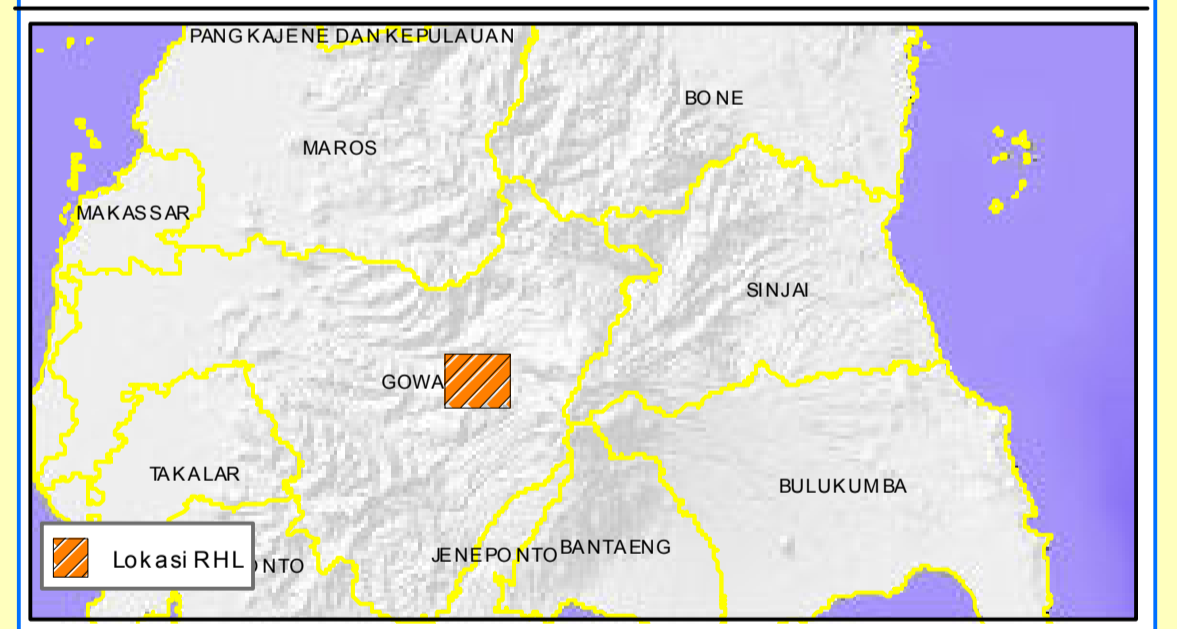 PANGKAJENE DAN KEPULAUAN
BONE
MAROS
MAKASSAR
SINJAI
GOWA
TAKALAR
BULUKUMBA
JENEPONTO
BANTAENG
Lokasi RHL
ONTO